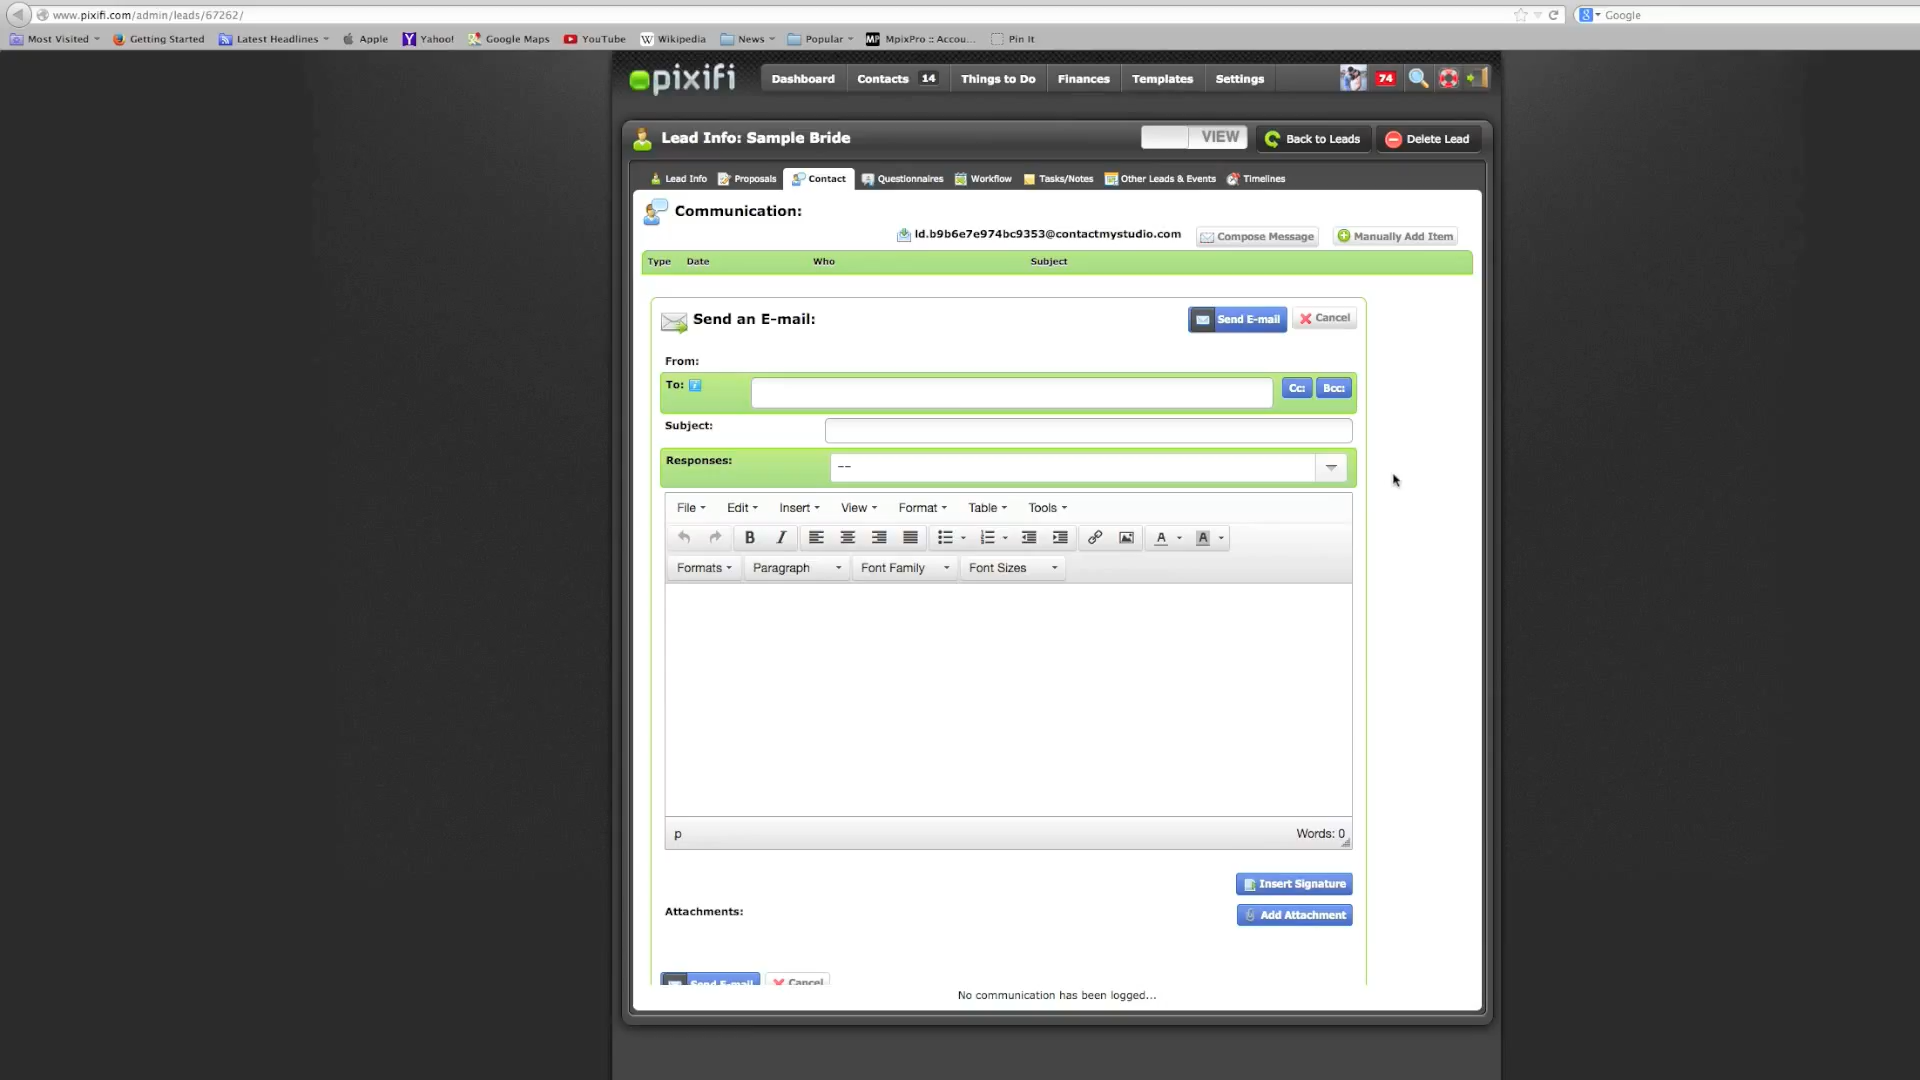 www.pixifi.com/admin/leads/67262/
Google
Most Visited
Getting Started
Latest Headlines
Apple
Yahoo!
Google Maps
YouTube
Wikipedia
News
Popular
MpixPro :: Accou...
Pin It
pixifi
Dashboard
Contacts 14
Things to Do
Finances
Templates
Settings
74
Lead Info: Sample Bride
VIEW
Back to Leads
Delete Lead
Lead Info
Proposals
Contact
Questionnaires
Workflow
Tasks/Notes
Other Leads & Events
Timelines
Communication:
ld.b9b6e7e974bc9353@contactmystudio.com
Compose Message
Manually Add Item
Type Date Who Subject
Send an E-mail:
Send E-mail
Cancel
From:
To:
Cc:
Bcc:
Subject:
Responses:
--
File Edit Insert View Format Table Tools
B I A A
Formats Paragraph Font Family Font Sizes
p
Words: 0
Insert Signature
Attachments:
Add Attachment
Send E-mail
Cancel
No communication has been logged...